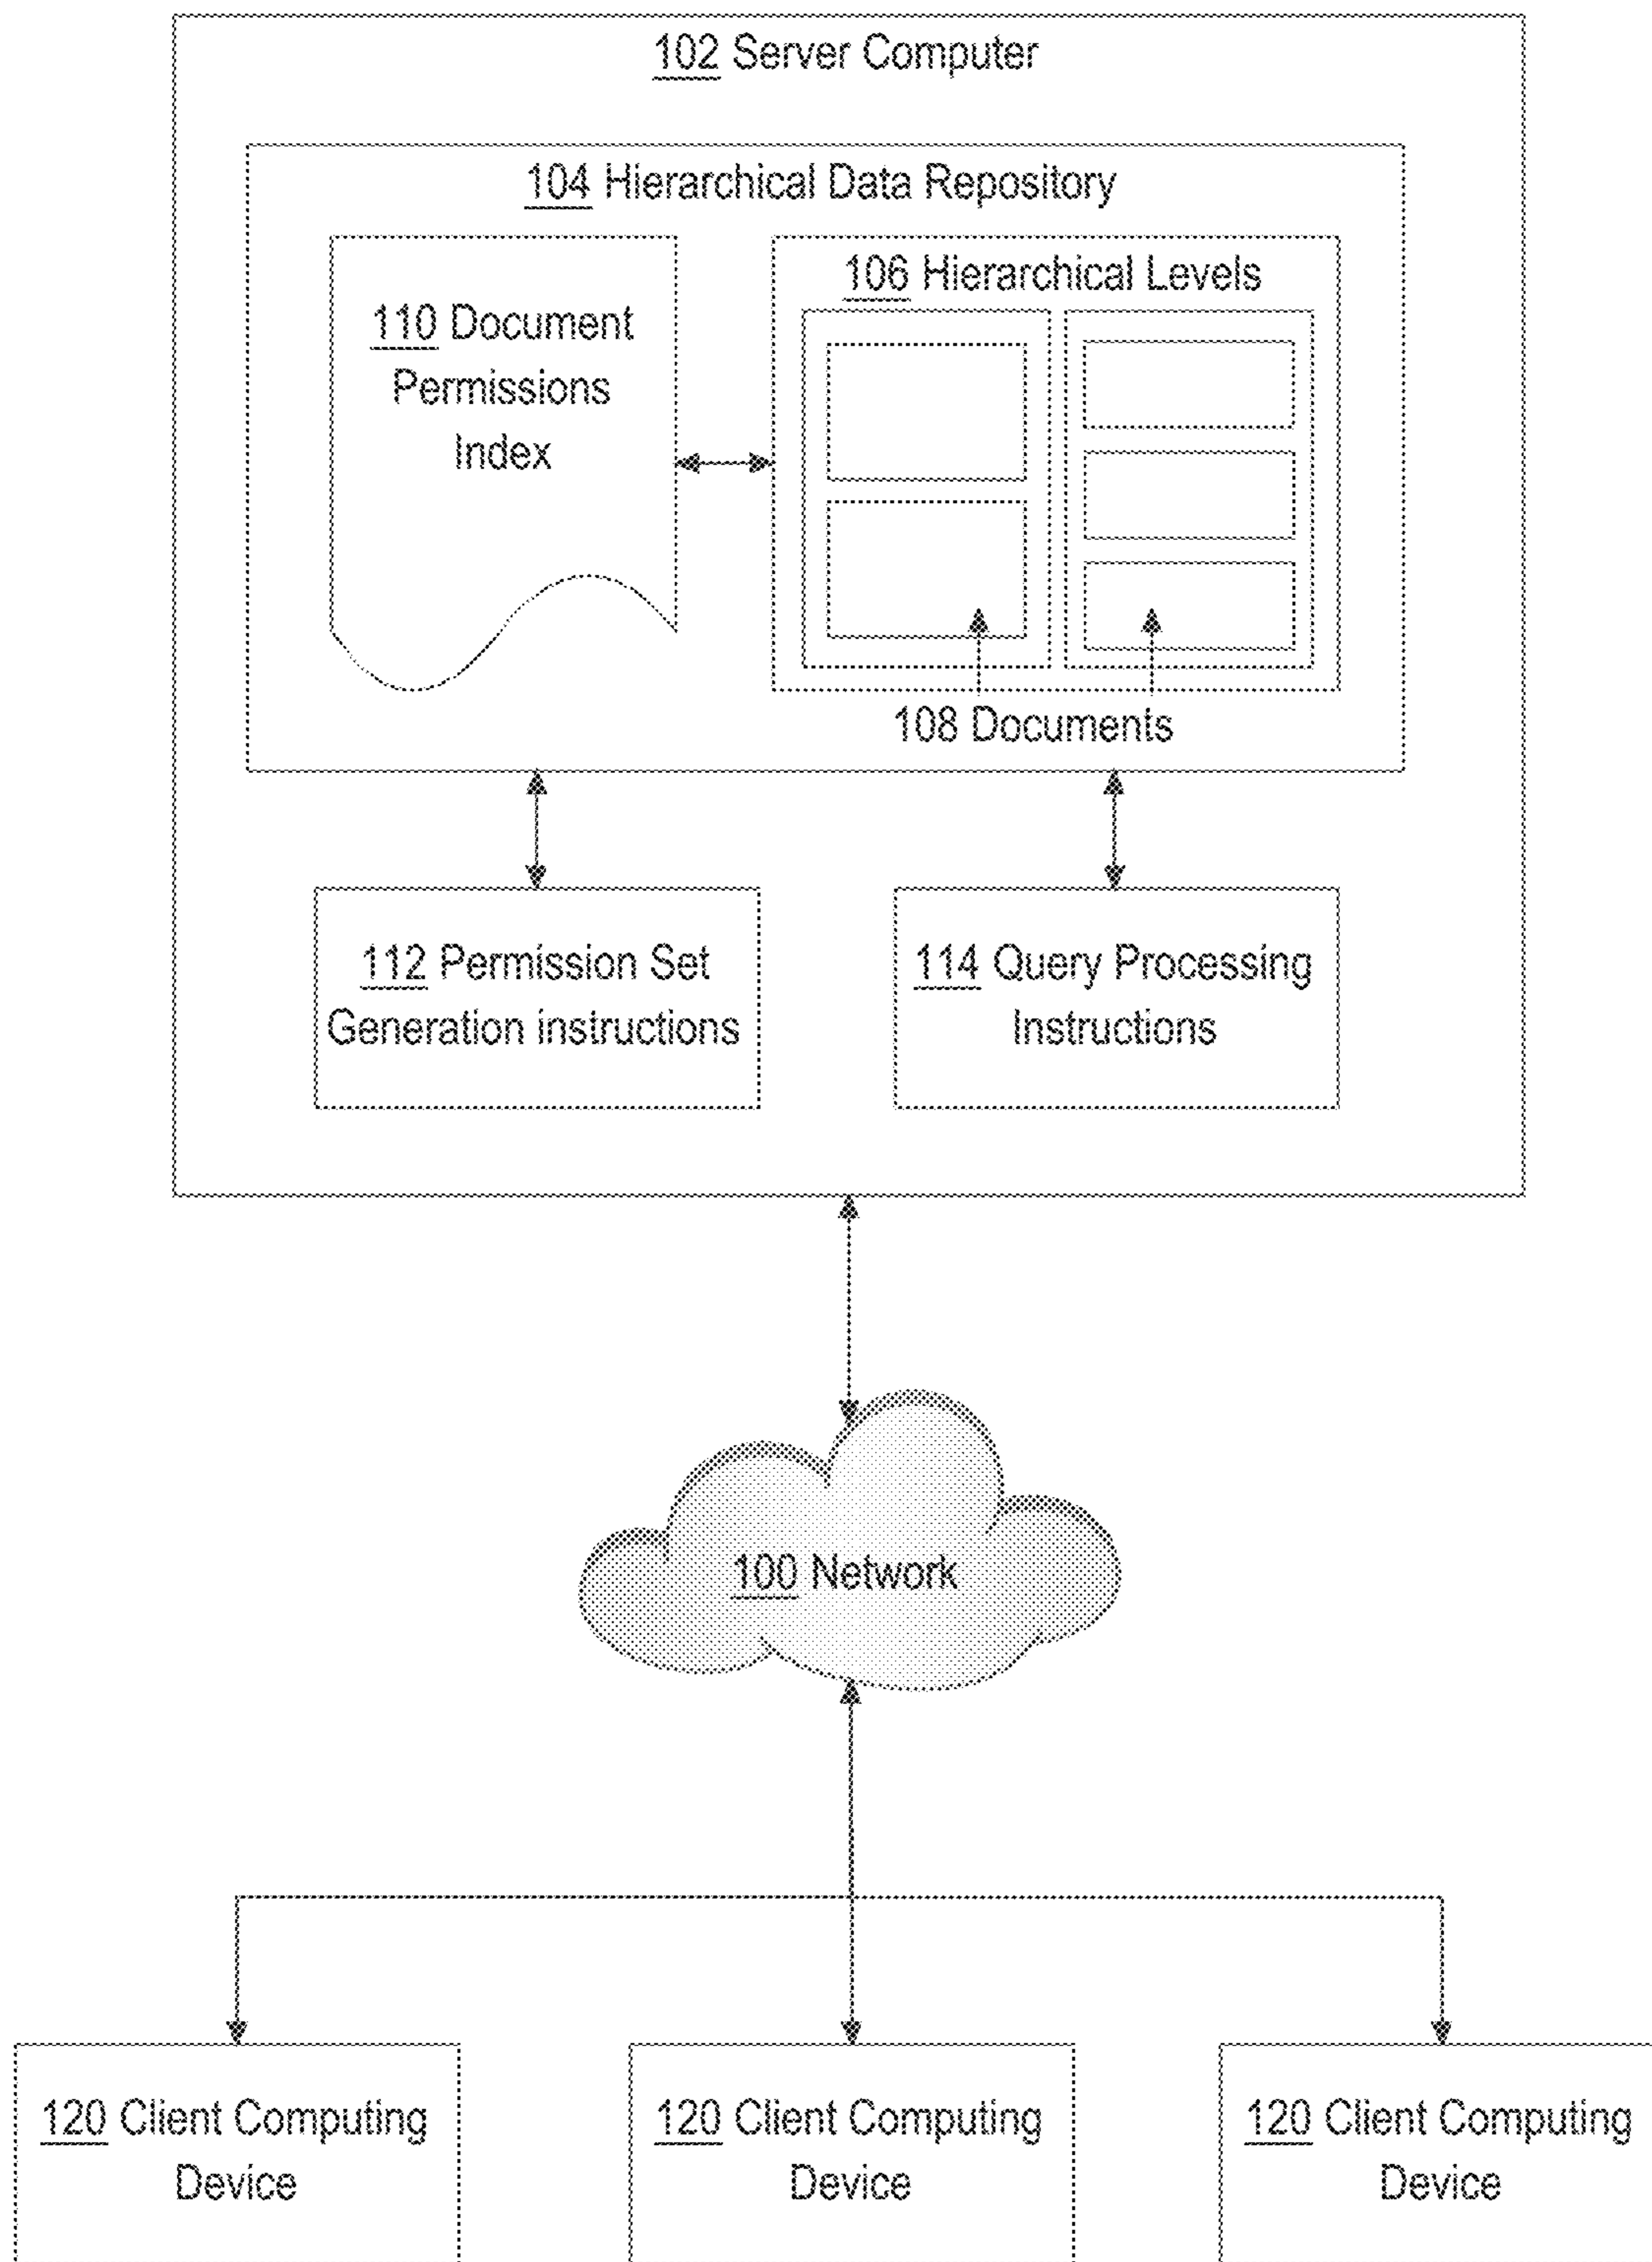 102 Server Computer
104 Hierarchical Data Repository
110 Document
Permissions
Index
106 Hierarchical Levels
108 Documents
112 Permission Set
Generation instructions
114 Query Processing
Instructions
100 Network
120 Client Computing
Device
120 Client Computing
Device
120 Client Computing
Device